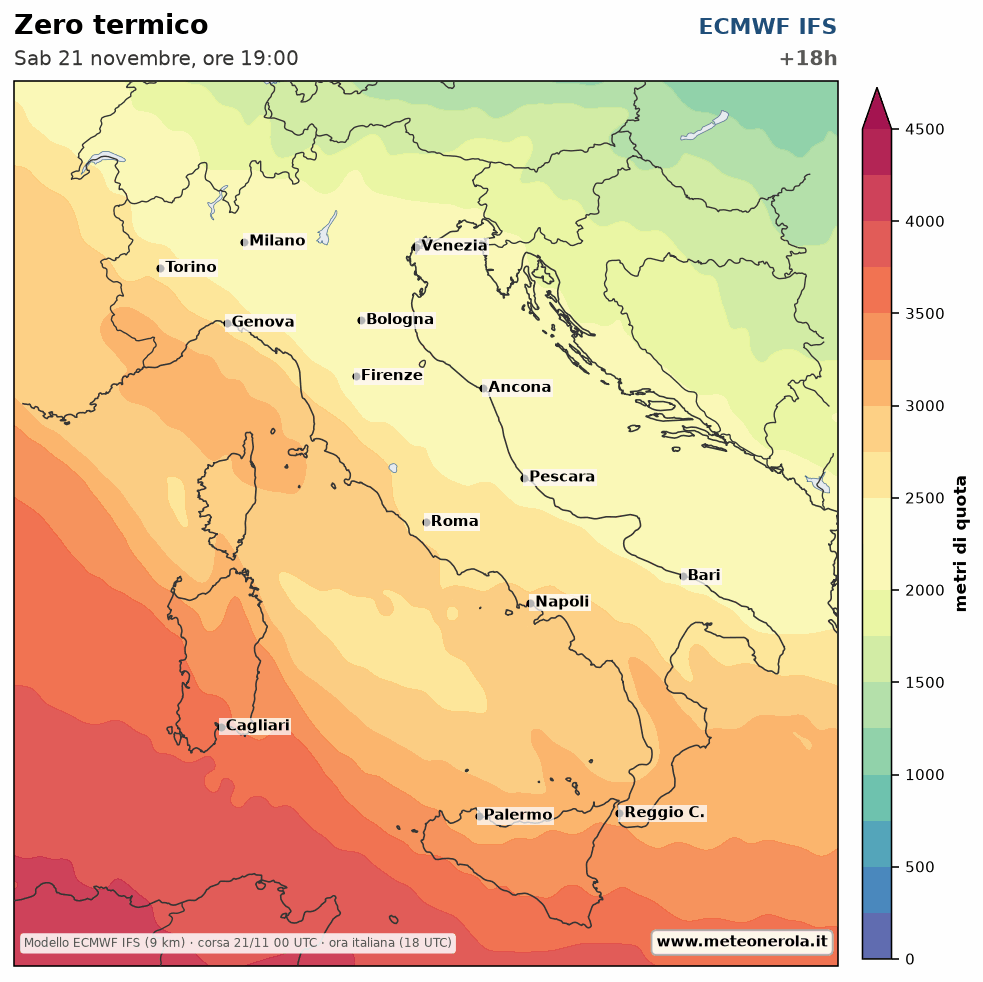 Zero termico
ECMWF IFS
Sab 21 novembre, ore 19:00
+18h
Milano
Venezia
Torino
Genova
Bologna
Firenze
Ancona
Pescara
Roma
Bari
Napoli
Cagliari
Palermo
Reggio C.
4500
4000
3500
3000
2500
2000
1500
1000
500
0
metri di quota
Modello ECMWF IFS (9 km) · corsa 21/11 00 UTC · ora italiana (18 UTC)
www.meteonerola.it